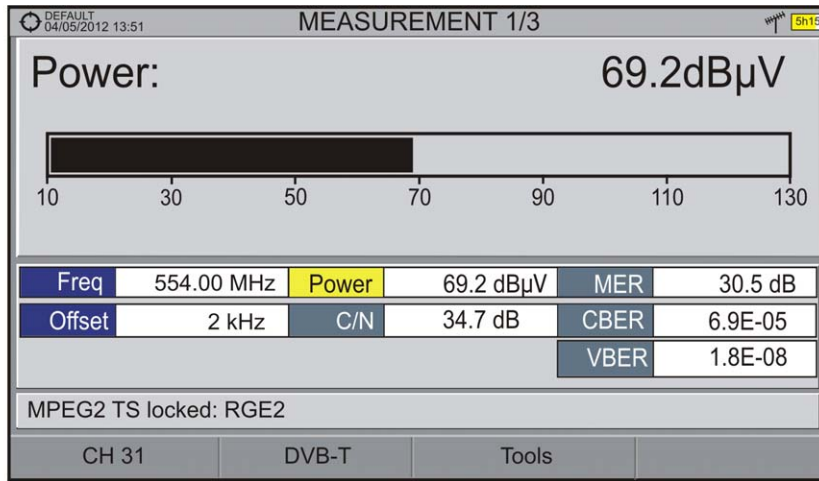 DEFAULT
04/05/2012 13:51
MEASUREMENT 1/3
5h15
Power: 69.2dBµV
10 30 50 70 90 110 130
Freq 554.00 MHz Power 69.2 dBµV MER 30.5 dB
Offset 2 kHz C/N 34.7 dB CBER 6.9E-05
VBER 1.8E-08
MPEG2 TS locked: RGE2
CH 31 DVB-T Tools